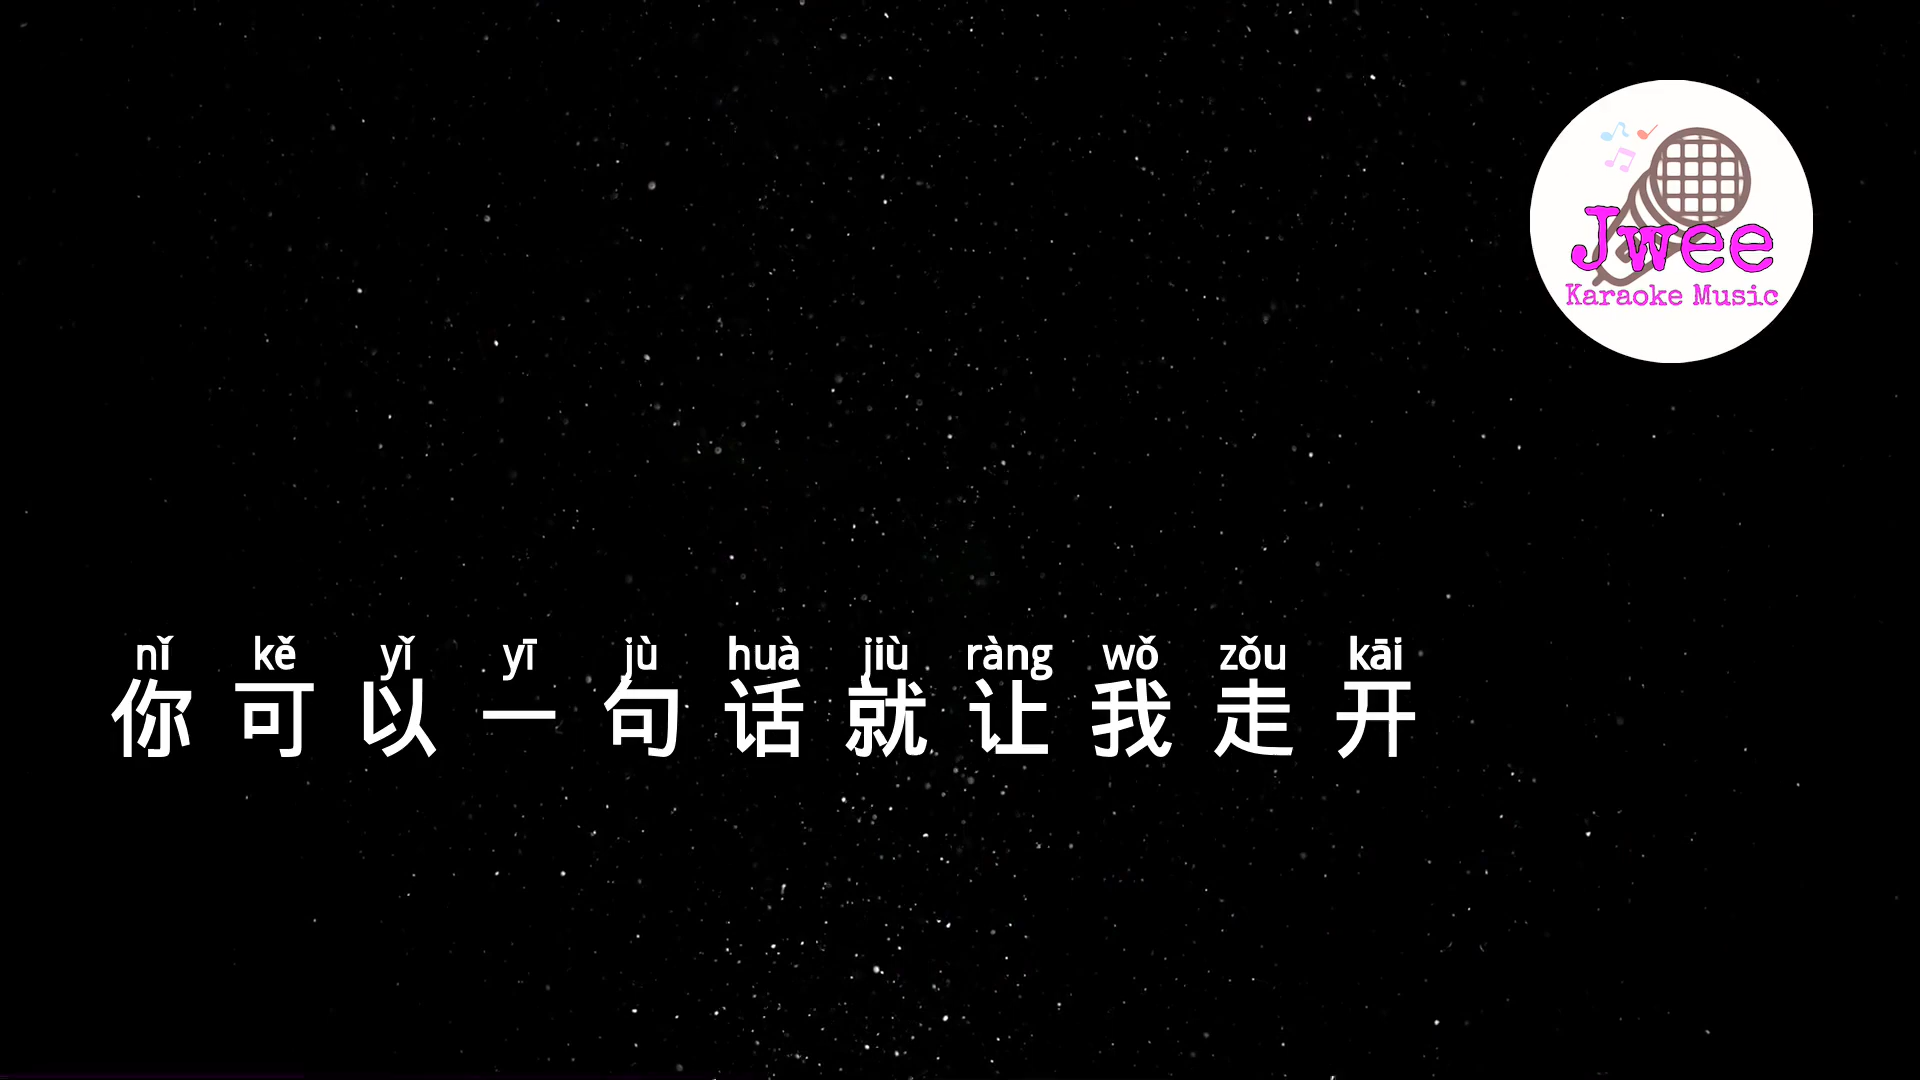 Jwee
Karaoke Music
nǐ kě yǐ yī jù huà jiù ràng wǒ zǒu kāi
你 可 以 一 句 话 就 让 我 走 开